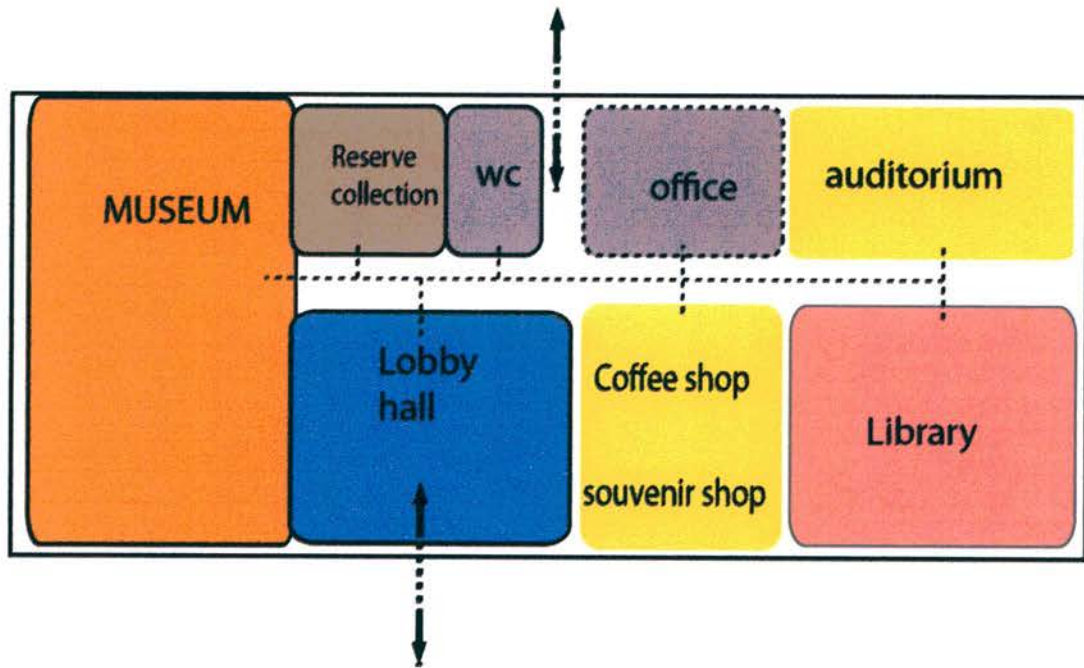 MUSEUM
Reserve
collection
WC
office
auditorium
Lobby
hall
Coffee shop
souvenir shop
Library